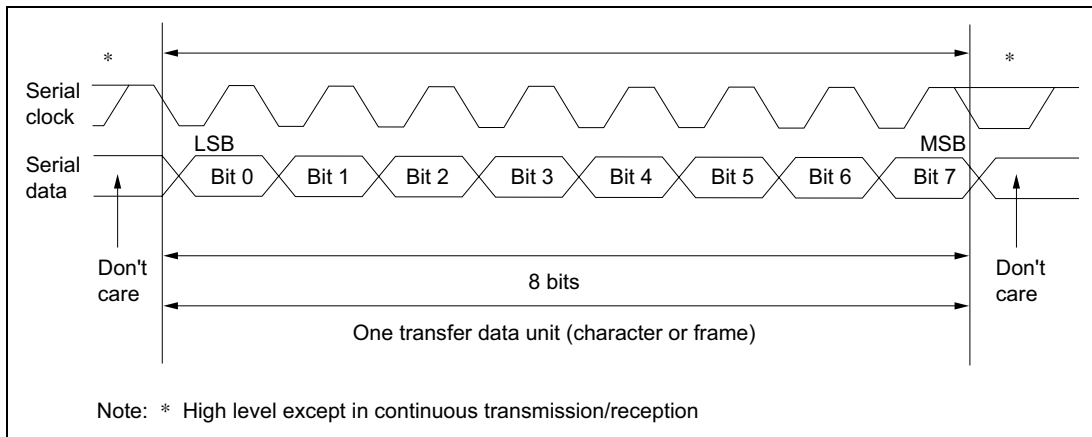 * *
Serial clock
LSB MSB
Serial data
Bit 0 Bit 1 Bit 2 Bit 3 Bit 4 Bit 5 Bit 6 Bit 7
Don't care
8 bits
Don't care
One transfer data unit (character or frame)
Note: * High level except in continuous transmission/reception